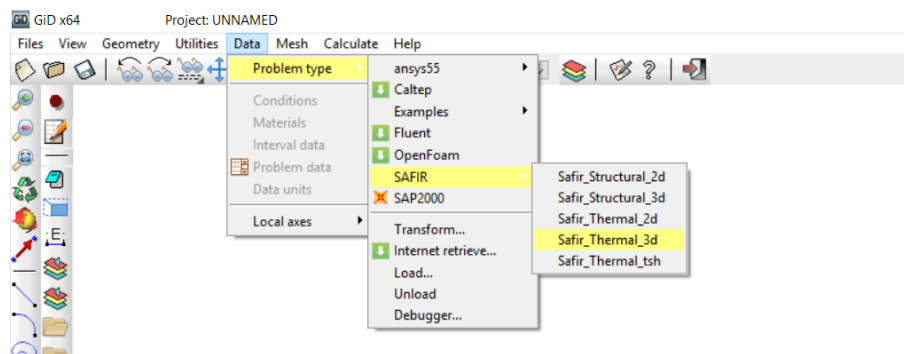 GiD GiD x64 Project: UNNAMED
Files View Geometry Utilities Data Mesh Calculate Help
Problem type
Conditions
Materials
Interval data
Problem data
Data units
Local axes
ansys55
Caltep
Examples
Fluent
OpenFoam
SAFIR
SAP2000
Transform...
Internet retrieve...
Load...
Unload
Debugger...
Safir_Structural_2d
Safir_Structural_3d
Safir_Thermal_2d
Safir_Thermal_3d
Safir_Thermal_tsh
?
E